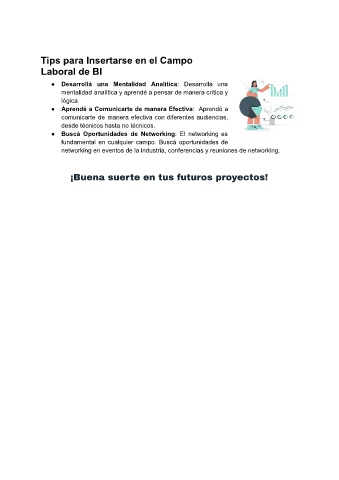 Tips para Insertarse en el Campo
Laboral de BI
● Desarrollá una Mentalidad Analítica: Desarrollá una
mentalidad analítica y aprendé a pensar de manera crítica y
lógica.
● Aprendé a Comunicarte de manera Efectiva: Aprendé a
comunicarte de manera efectiva con diferentes audiencias,
desde técnicos hasta no técnicos.
● Buscá Oportunidades de Networking: El networking es
fundamental en cualquier campo. Buscá oportunidades de
networking en eventos de la industria, conferencias y reuniones de networking.
¡Buena suerte en tus futuros proyectos!